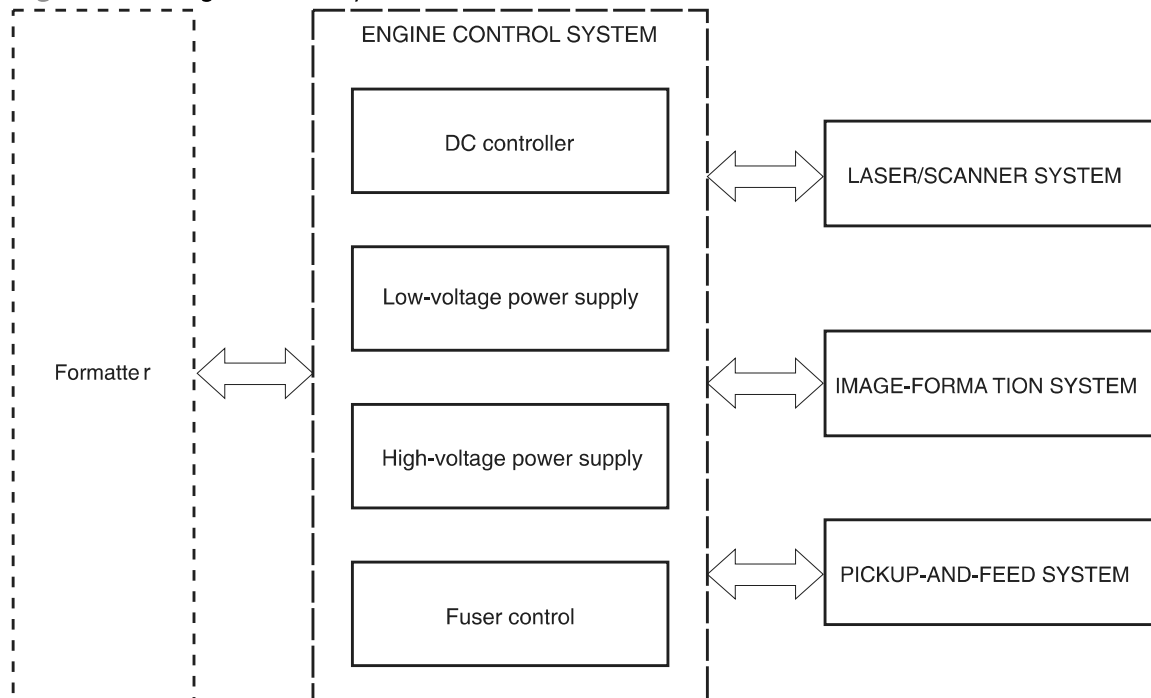 ENGINE CONTROL SYSTEM
DC controller
Low-voltage power supply
High-voltage power supply
Fuser control
Formatter
LASER/SCANNER SYSTEM
IMAGE-FORMA TION SYSTEM
PICKUP-AND-FEED SYSTEM